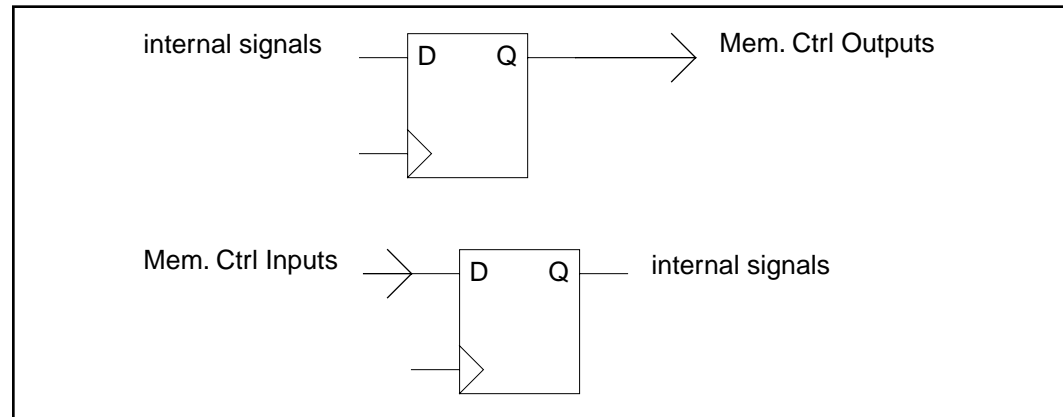 internal signals
D Q
Mem. Ctrl Outputs
Mem. Ctrl Inputs
D Q
internal signals